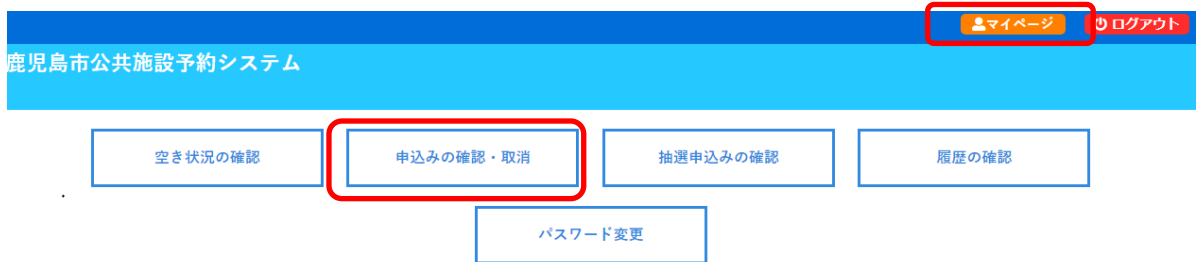 マイページ ログアウト
鹿児島市公共施設予約システム
空き状況の確認 申込みの確認・取消 抽選申込みの確認 履歴の確認
パスワード変更